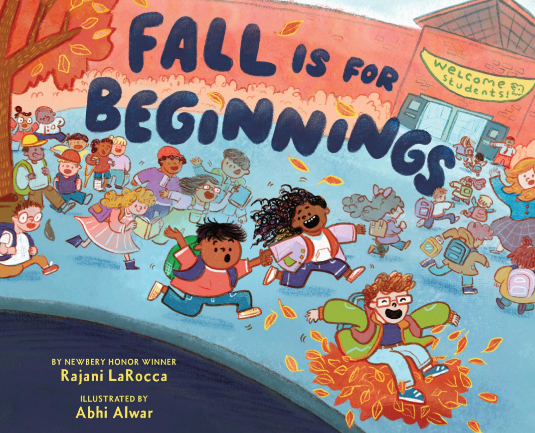 FALL IS FOR
BEGINNINGS
Welcome
students!
BY NEWBERY HONOR WINNER
Rajani LaRocca
ILLUSTRATED BY
Abhi Alwar